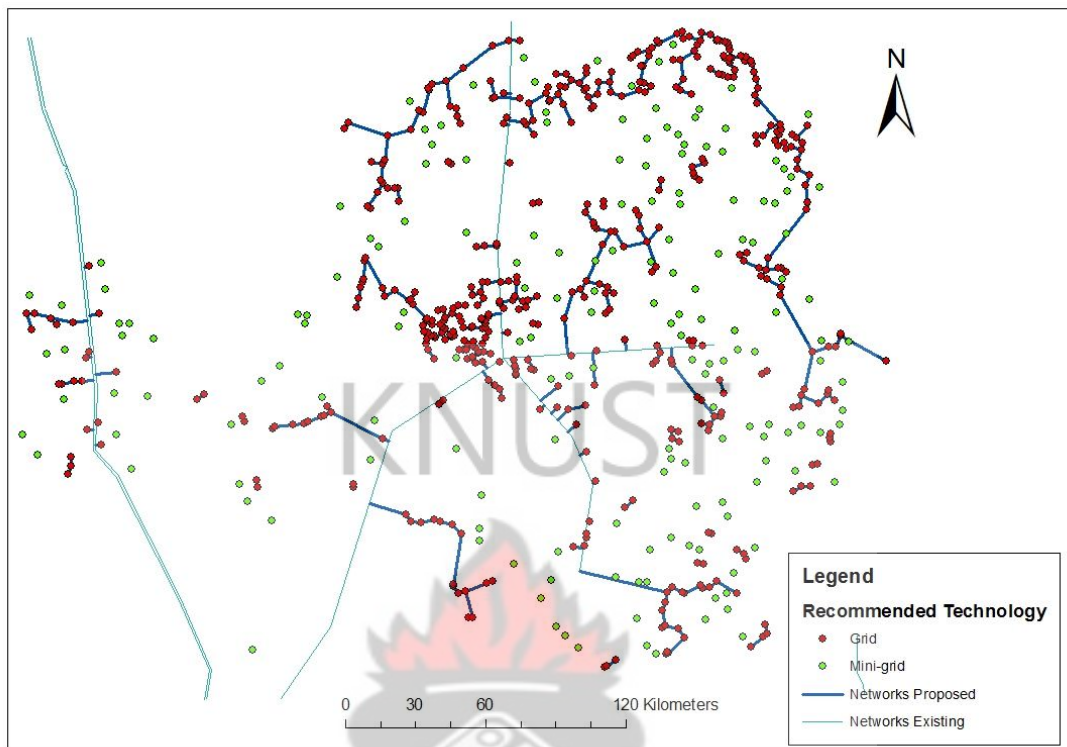 N
KNUST
Legend
Recommended Technology
Grid
Mini-grid
Networks Proposed
Networks Existing
0 30 60 120 Kilometers